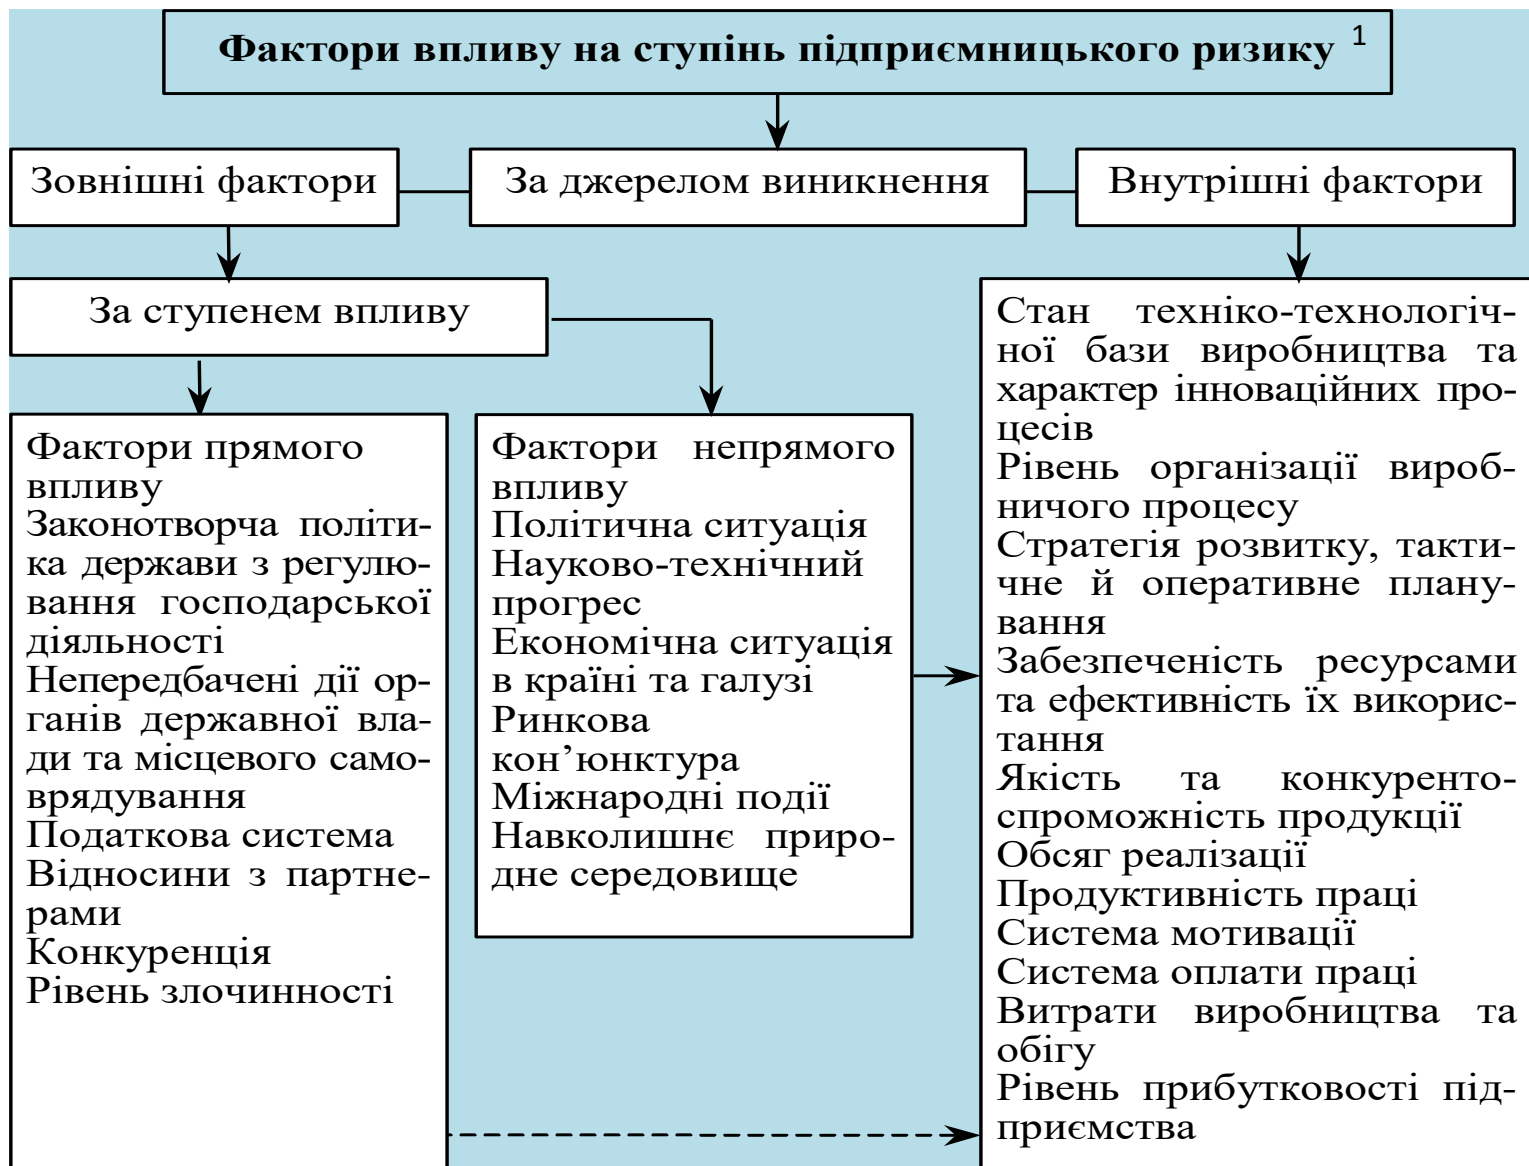 Фактори впливу на ступінь підприємницького ризику 1
Зовнішні фактори
За джерелом виникнення
Внутрішні фактори
За ступенем впливу
Фактори прямого
впливу
Законотворча політи-
ка держави з регулю-
вання господарської
діяльності
Непередбачені дії ор-
ганів державної вла-
ди та місцевого само-
врядування
Податкова система
Відносини з партне-
рами
Конкуренція
Рівень злочинності
Фактори непрямого
впливу
Політична ситуація
Науково-технічний
прогрес
Економічна ситуація
в країні та галузі
Ринкова
кон’юнктура
Міжнародні події
Навколишнє приро-
дне середовище
Стан техніко-технологіч-
ної бази виробництва та
характер інноваційних про-
цесів
Рівень організації вироб-
ничого процесу
Стратегія розвитку, такти-
чне й оперативне плану-
вання
Забезпеченість ресурсами
та ефективність їх викорис-
тання
Якість та конкуренто-
спроможність продукції
Обсяг реалізації
Продуктивність праці
Система мотивації
Система оплати праці
Витрати виробництва та
обігу
Рівень прибутковості під-
приємства